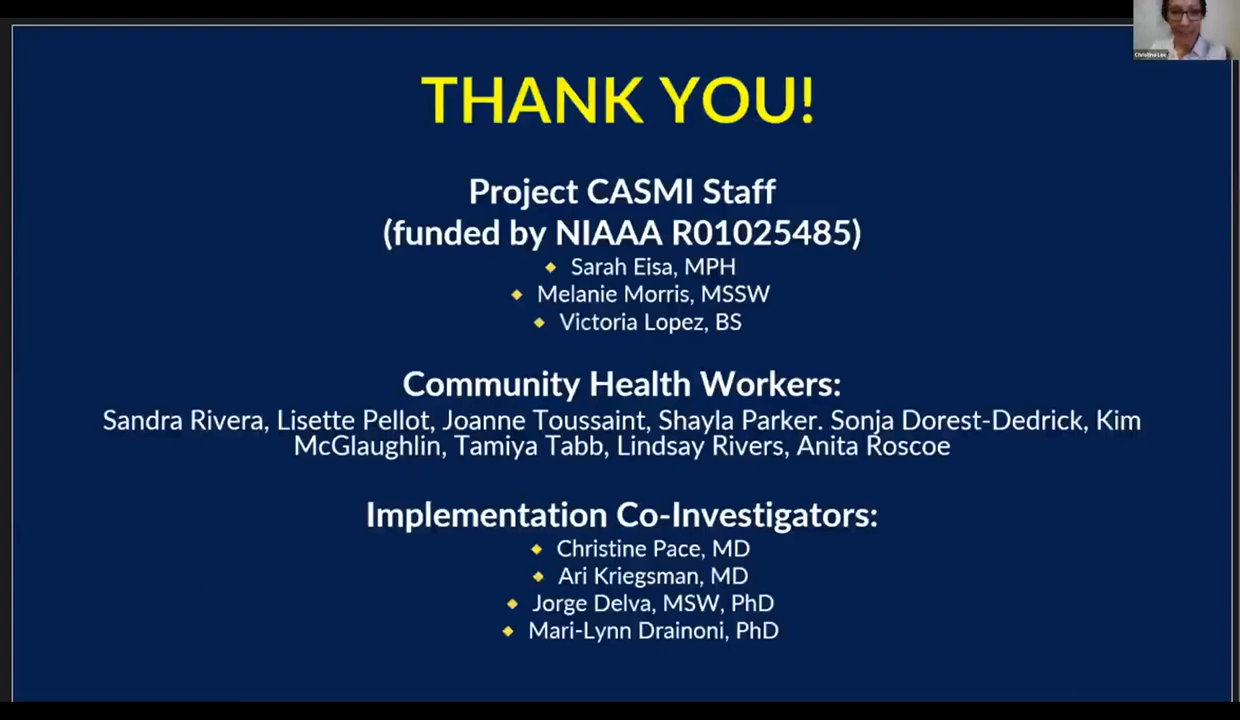 THANK YOU!
Christina Lee
Project CASMI Staff
(funded by NIAAA R01025485)
◆ Sarah Eisa, MPH
◆ Melanie Morris, MSSW
◆ Victoria Lopez, BS
Community Health Workers:
Sandra Rivera, Lisette Pellot, Joanne Toussaint, Shayla Parker. Sonja Dorest-Dedrick, Kim
McGlaughlin, Tamiya Tabb, Lindsay Rivers, Anita Roscoe
Implementation Co-Investigators:
◆ Christine Pace, MD
◆ Ari Kriegsman, MD
◆ Jorge Delva, MSW, PhD
◆ Mari-Lynn Drainoni, PhD